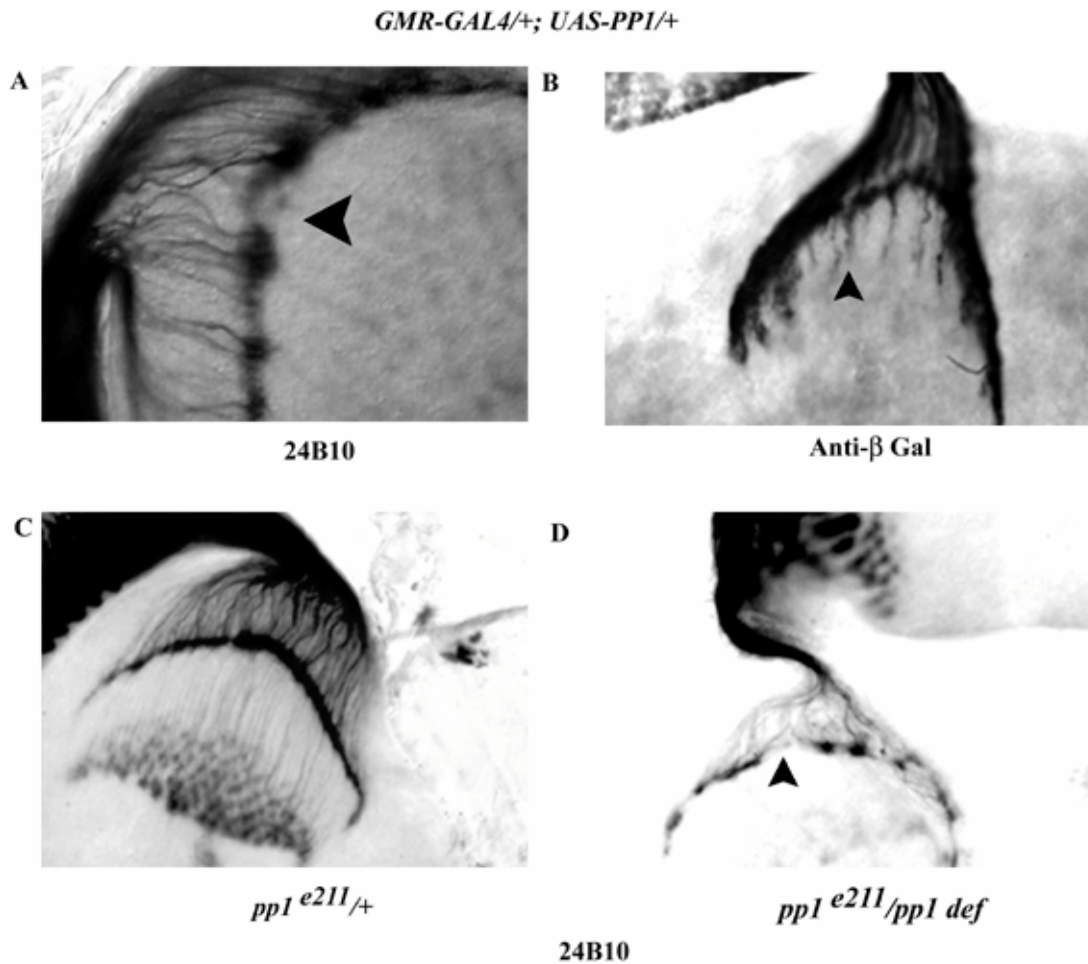 GMR-GAL4/+; UAS-PP1/+
A
B
24B10
Anti-β Gal
C
D
pp1 e211/+
pp1 e211/pp1 def
24B10